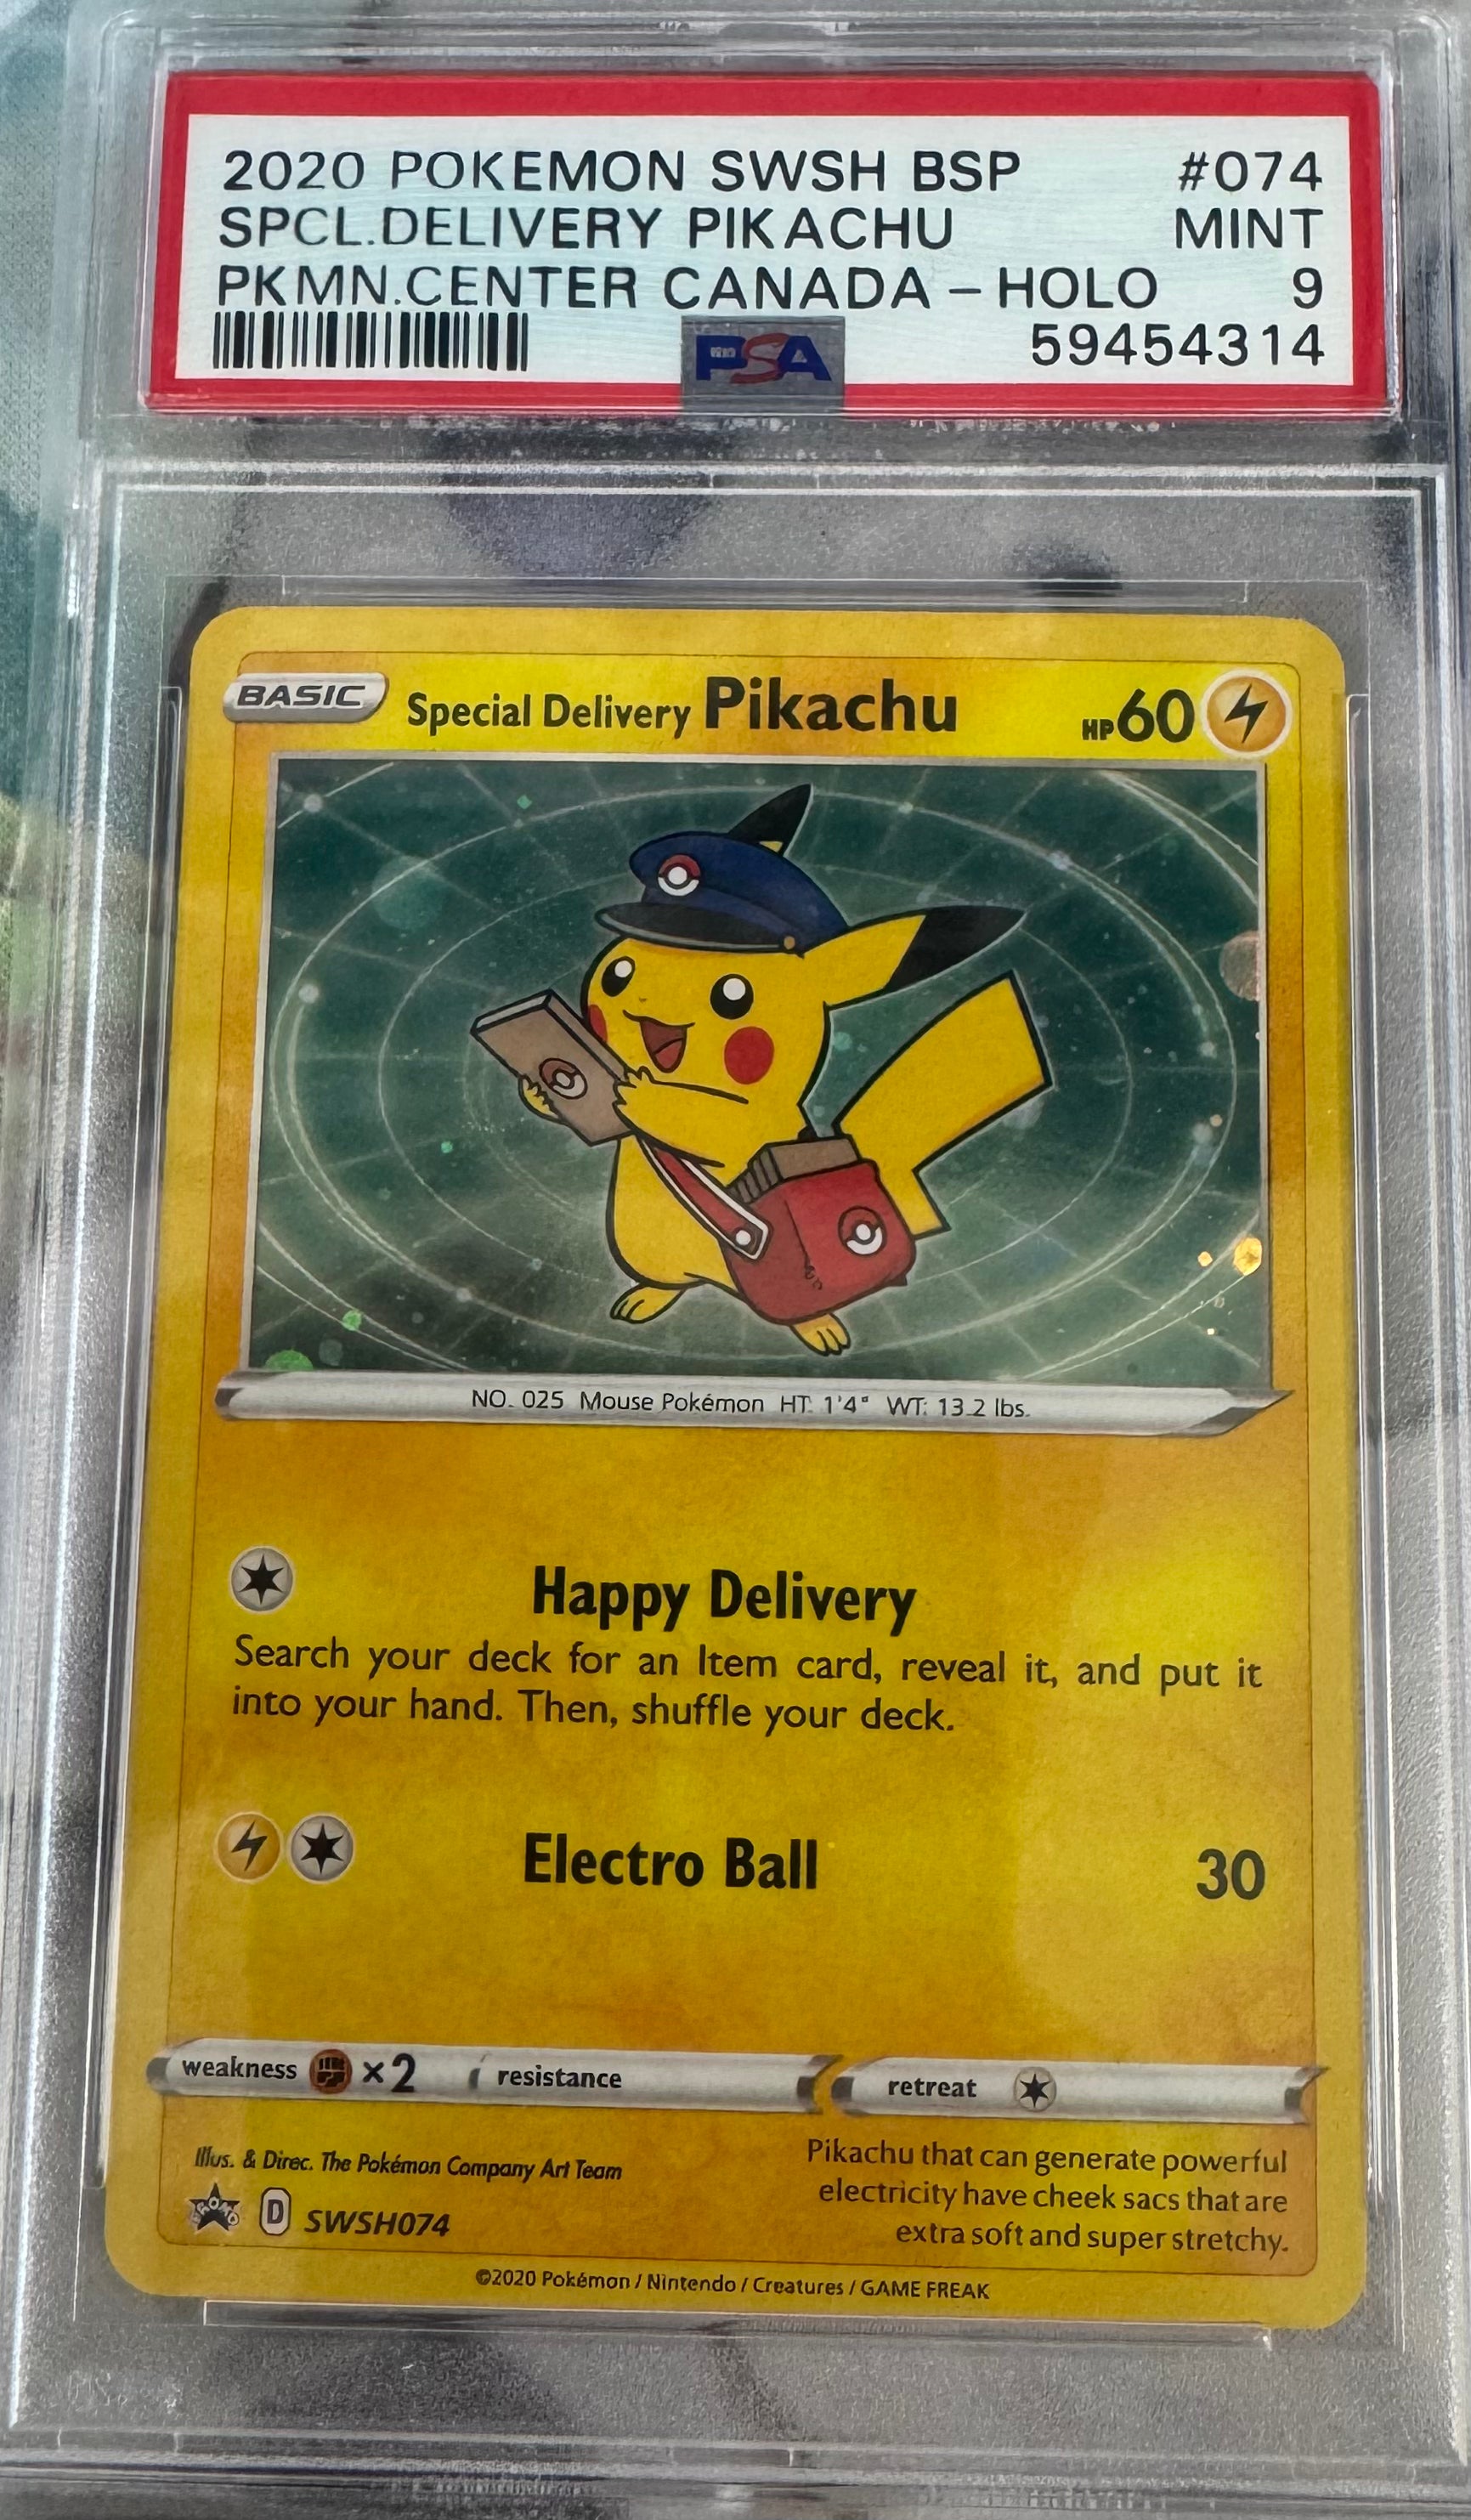 2020 POKEMON SWSH BSP #074
SPCL.DELIVERY PIKACHU MINT
PKMN.CENTER CANADA – HOLO 9
PSA 59454314
BASIC Special Delivery Pikachu HP 60
NO. 025 Mouse Pokémon HT: 1'4" WT: 13.2 lbs.
Happy Delivery
Search your deck for an Item card, reveal it, and put it
into your hand. Then, shuffle your deck.
Electro Ball 30
weakness ×2 resistance retreat
Illus. & Direc. The Pokémon Company Art Team
PROMO D SWSH074
Pikachu that can generate powerful
electricity have cheek sacs that are
extra soft and super stretchy.
©2020 Pokémon / Nintendo / Creatures / GAME FREAK